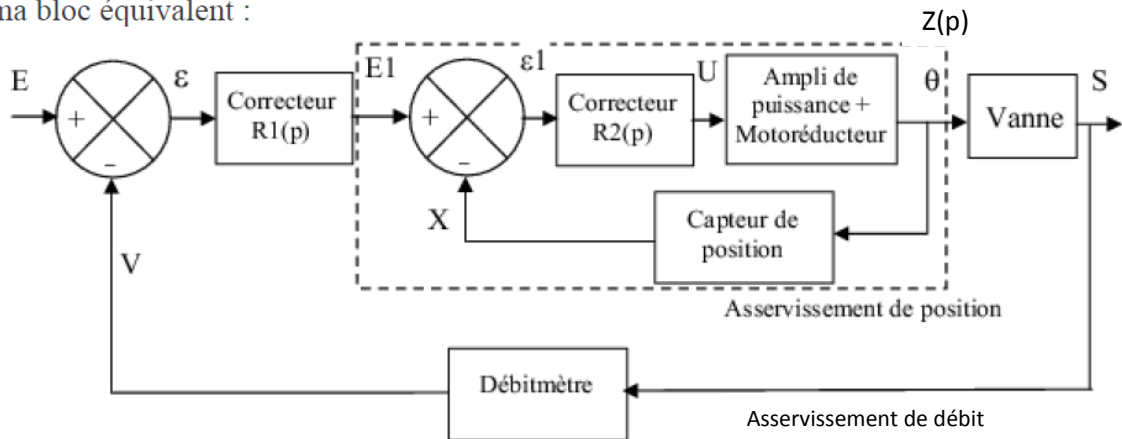 ma bloc équivalent :
Z(p)
E
+
-
ε
Correcteur
R1(p)
E1
+
-
ε1
Correcteur
R2(p)
U
Ampli de
puissance +
Motoréducteur
θ
Vanne
S
X
Capteur de
position
Asservissement de position
V
Débitmètre
Asservissement de débit